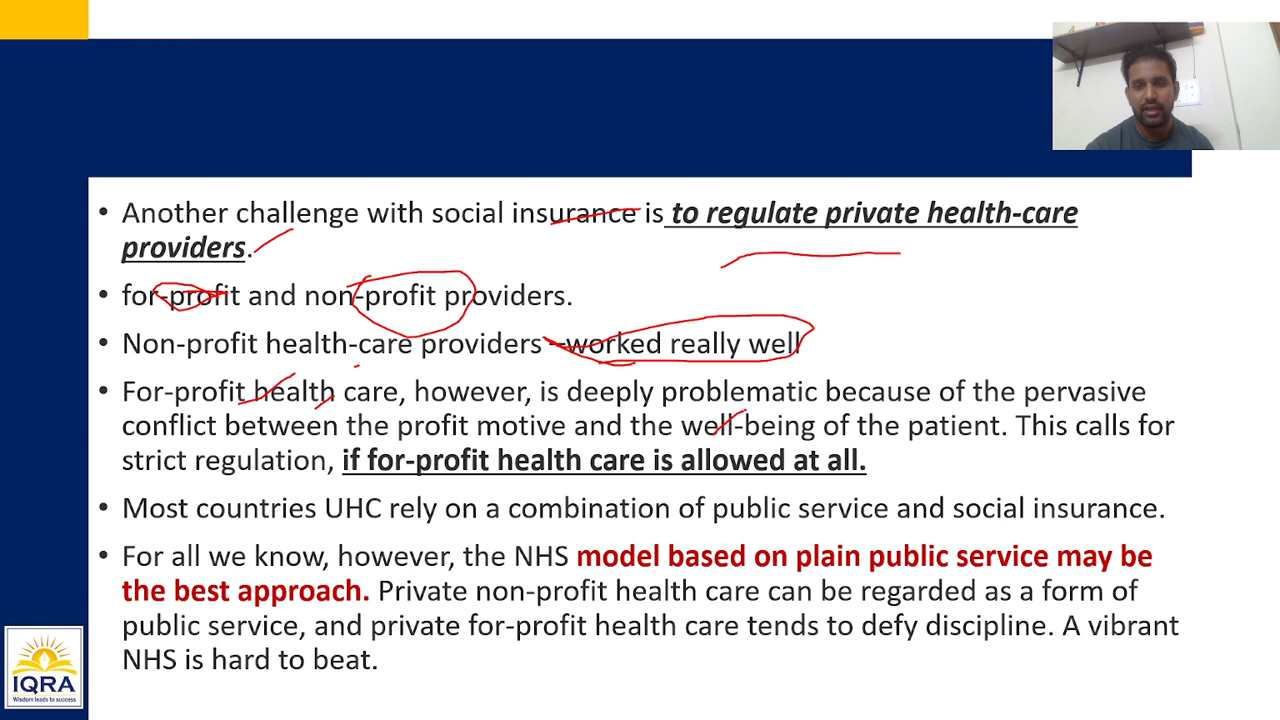 • Another challenge with social insurance is to regulate private health-care
providers.
• for-profit and non-profit providers.
• Non-profit health-care providers –worked really well
• For-profit health care, however, is deeply problematic because of the pervasive
conflict between the profit motive and the well-being of the patient. This calls for
strict regulation, if for-profit health care is allowed at all.
• Most countries UHC rely on a combination of public service and social insurance.
• For all we know, however, the NHS model based on plain public service may be
the best approach. Private non-profit health care can be regarded as a form of
public service, and private for-profit health care tends to defy discipline. A vibrant
NHS is hard to beat.
IQRA
Wisdom leads to success